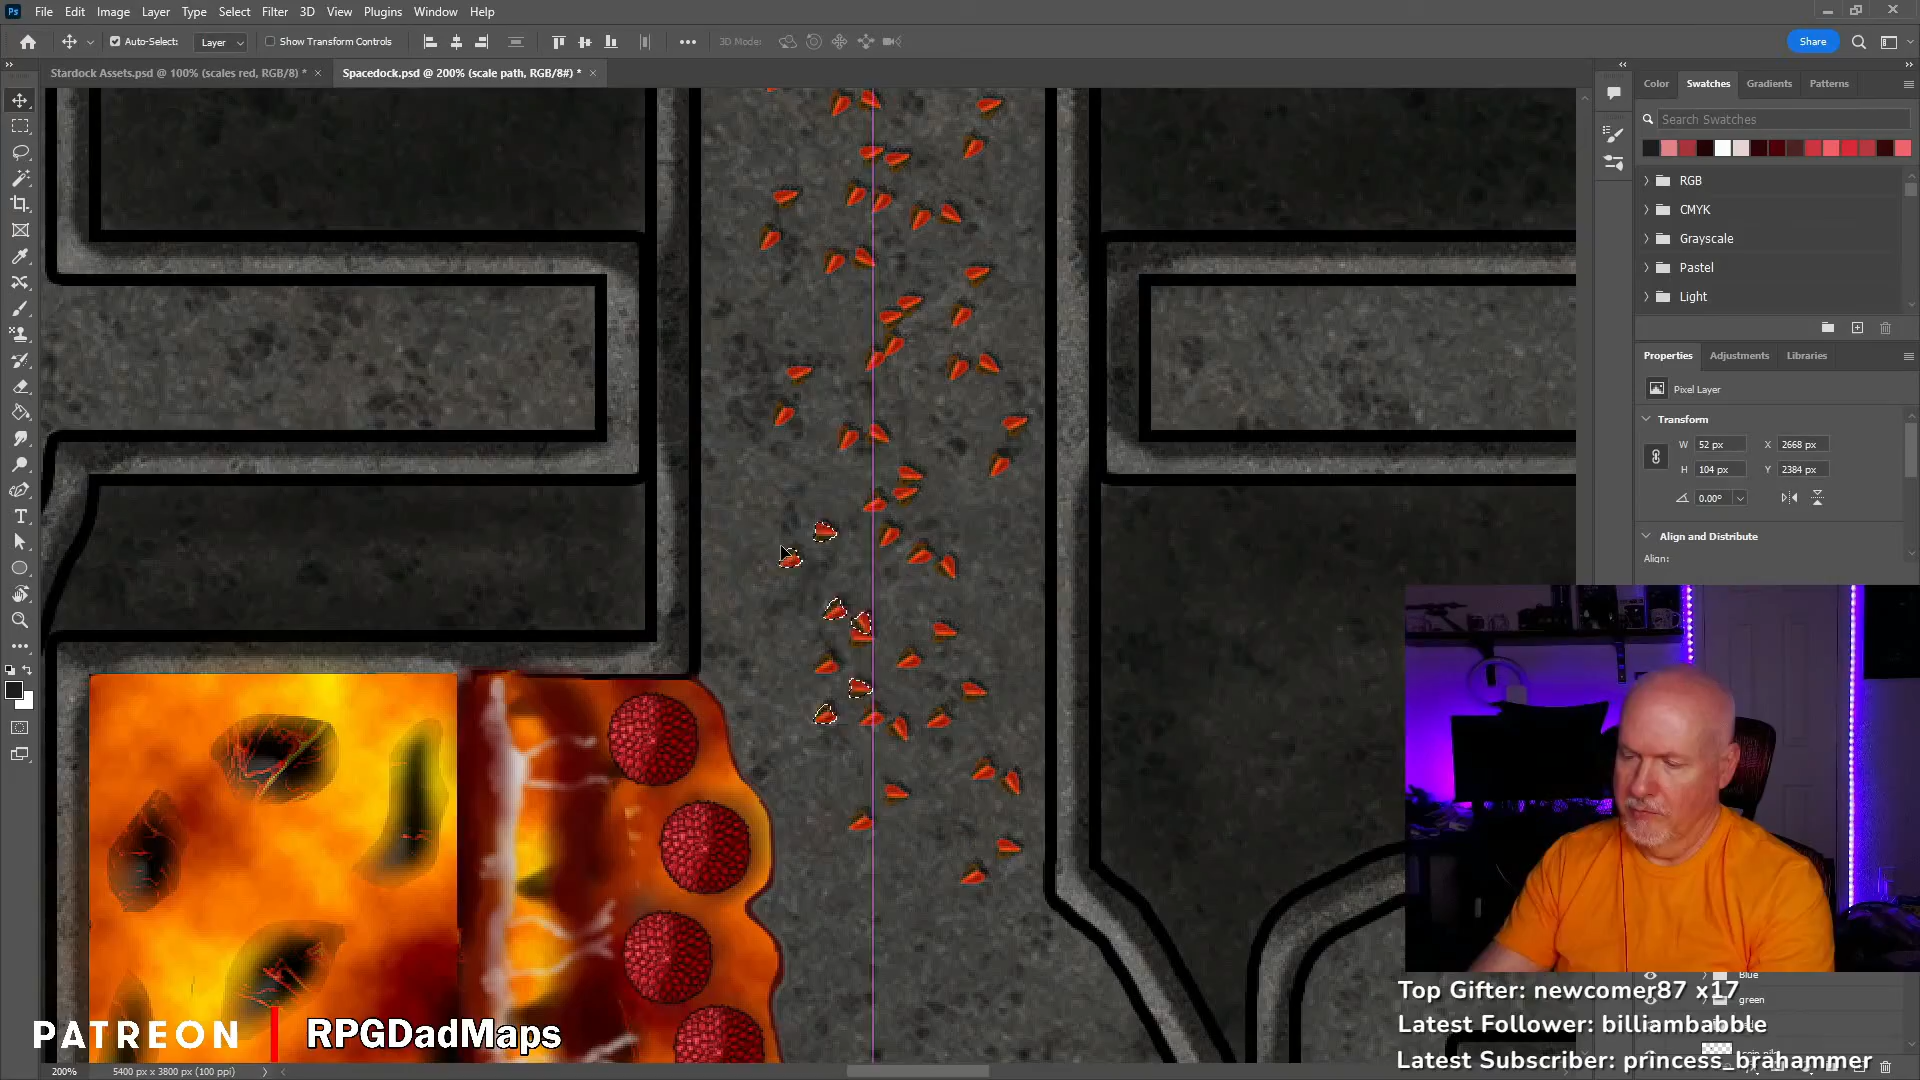 Ps File Edit Image Layer Type Select Filter 3D View Plugins Window Help
Auto-Select: Layer Show Transform Controls 3D Mode: Share
Stardock Assets.psd @ 100% (scales red, RGB/8) * × Spacedock.psd @ 200% (scale path, RGB/8#) * ×
Color Swatches Gradients Patterns
Search Swatches
RGB
CMYK
Grayscale
Pastel
Light
Properties Adjustments Libraries
Pixel Layer
Transform
W 52 px X 2668 px
H 104 px Y 2384 px
0.00°
Align and Distribute
Align:
Blue
green
Top Gifter: newcomer87 x17
Latest Follower: billiambabble
Latest Subscriber: princess_brahammer
PATREON | RPGDadMaps
200% 5400 px x 3800 px (100 ppi)